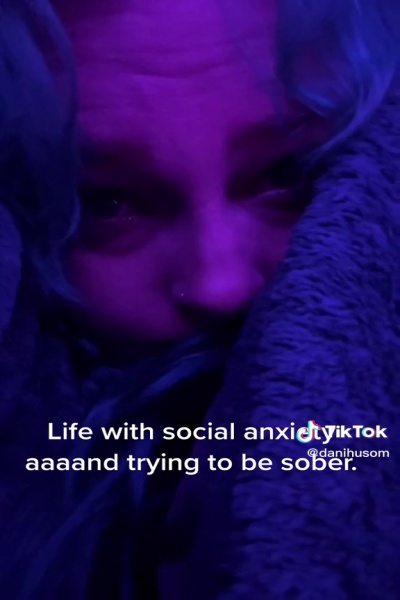 Life with social anxiety
TikTok
@danihusom
aaaand trying to be sober.